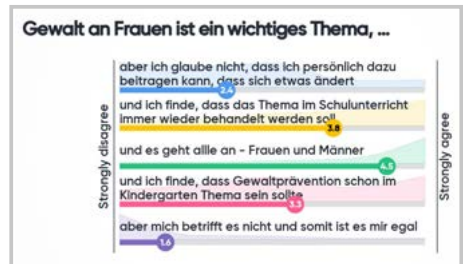 Gewalt an Frauen ist ein wichtiges Thema, ...
aber ich glaube nicht, dass ich persönlich dazu
beitragen kann, dass sich etwas ändert
2.4
und ich finde, dass das Thema im Schulunterricht
immer wieder behandelt werden soll
3.8
und es geht allle an - Frauen und Männer
4.5
und ich finde, dass Gewaltprävention schon im
Kindergarten Thema sein sollte
3.3
aber mich betrifft es nicht und somit ist es mir egal
1.6
Strongly disagree
Strongly agree